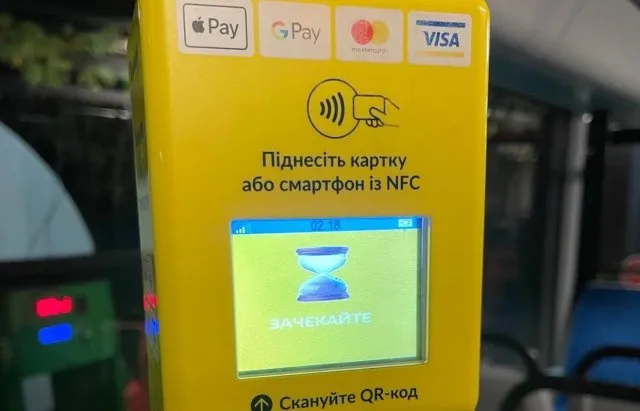 Pay
G Pay
mastercard
VISA
Піднесіть картку
або смартфон із NFC
02 18
ЗАЧЕКАЙТЕ
Скануйте QR-код